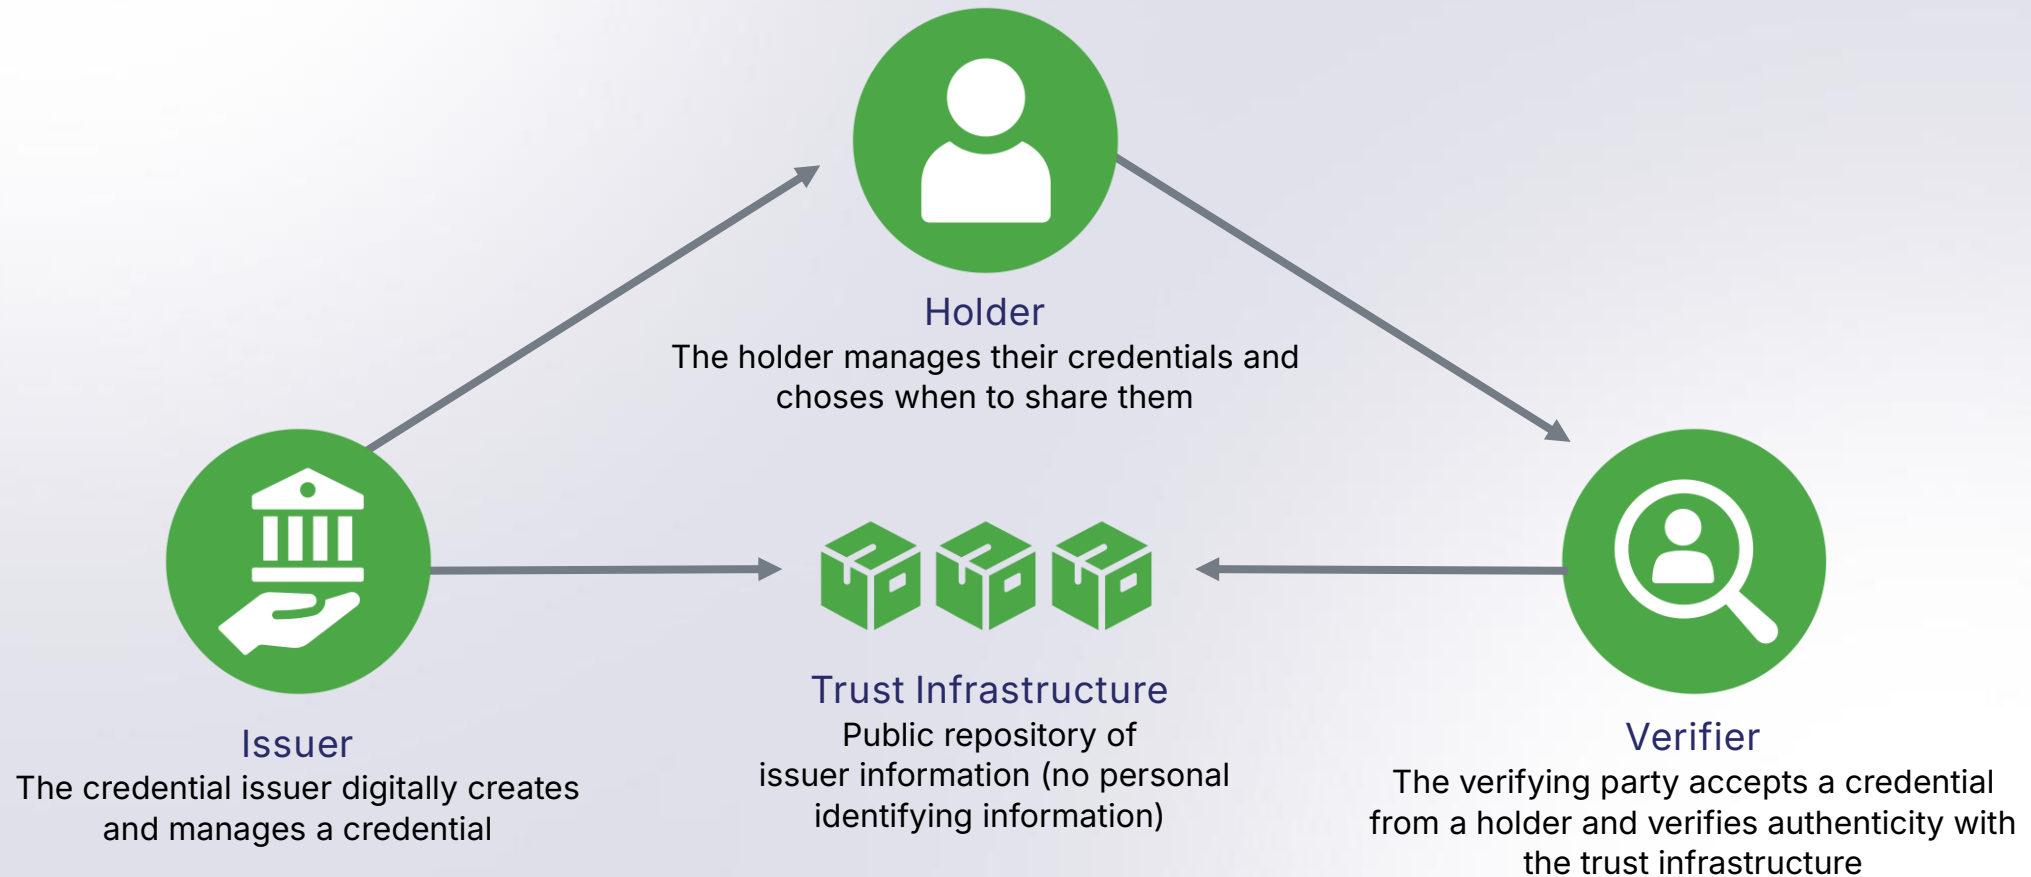 Holder
The holder manages their credentials and
choses when to share them
Issuer
The credential issuer digitally creates
and manages a credential
Trust Infrastructure
Public repository of
issuer information (no personal
identifying information)
Verifier
The verifying party accepts a credential
from a holder and verifies authenticity with
the trust infrastructure